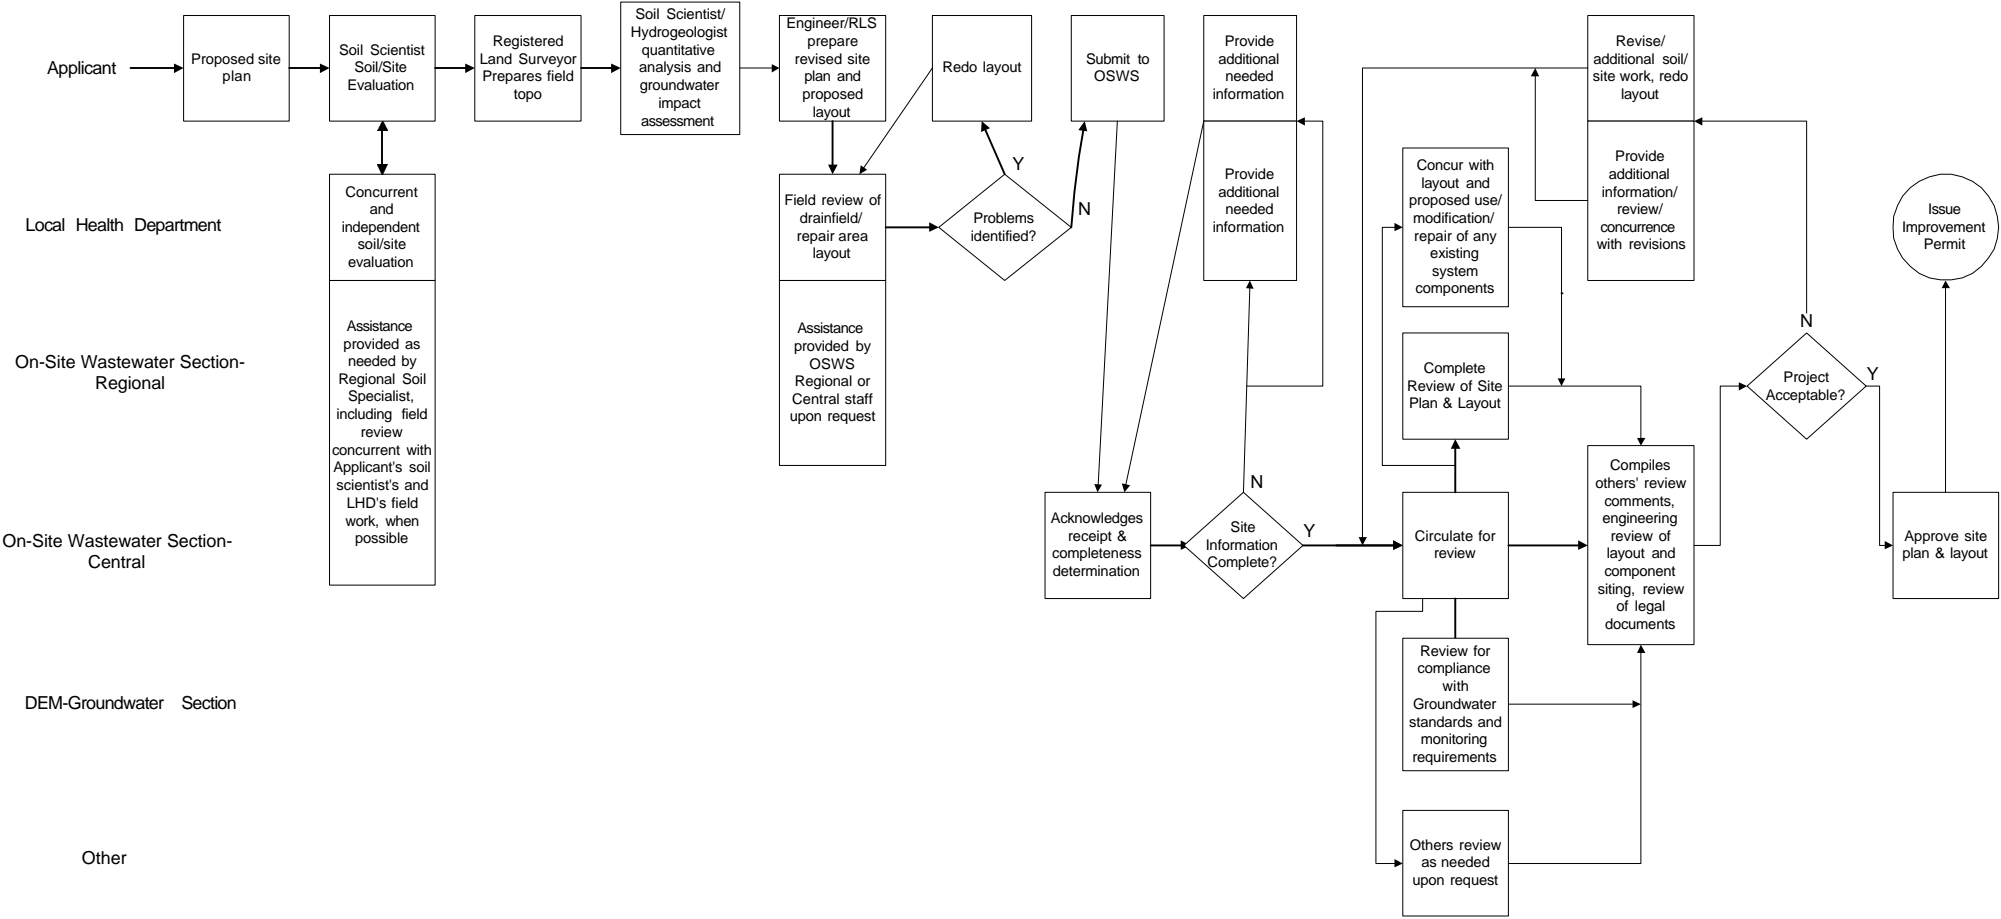 Applicant
Proposed site
plan
Soil Scientist
Soil/Site
Evaluation
Registered
Land Surveyor
Prepares field
topo
Soil Scientist/
Hydrogeologist
quantitative
analysis and
groundwater
impact
assessment
Engineer/RLS
prepare
revised site
plan and
proposed
layout
Redo layout
Submit to
OSWS
Provide
additional
needed
information
Revise/
additional soil/
site work, redo
layout
Local Health Department
Concurrent
and
independent
soil/site
evaluation
Field review of
drainfield/
repair area
layout
Problems
identified?
Y
N
Provide
additional
needed
information
Concur with
layout and
proposed use/
modification/
repair of any
existing
system
components
Provide
additional
information/
review/
concurrence
with revisions
Issue
Improvement
Permit
On-Site Wastewater Section-
Regional
Assistance
provided as
needed by
Regional Soil
Specialist,
including field
review
concurrent with
Applicant's soil
scientist's and
LHD's field
work, when
possible
Assistance
provided by
OSWS
Regional or
Central staff
upon request
Complete
Review of Site
Plan & Layout
N
Project
Acceptable?
Y
On-Site Wastewater Section-
Central
Acknowledges
receipt &
completeness
determination
N
Site
Information
Complete?
Y
Circulate for
review
Compiles
others' review
comments,
engineering
review of
layout and
component
siting, review
of legal
documents
Approve site
plan & layout
DEM-Groundwater Section
Review for
compliance
with
Groundwater
standards and
monitoring
requirements
Other
Others review
as needed
upon request